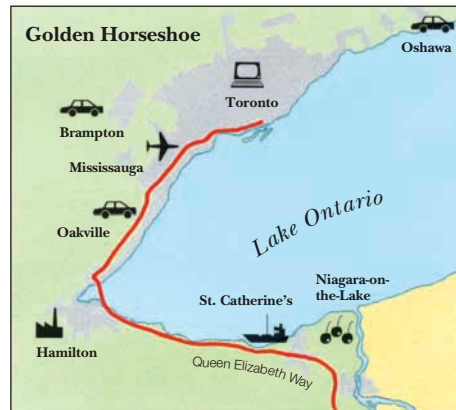 Golden Horseshoe
Oshawa
Toronto
Brampton
Mississauga
Oakville
Lake Ontario
Niagara-on-
the-Lake
St. Catherine's
Hamilton
Queen Elizabeth Way